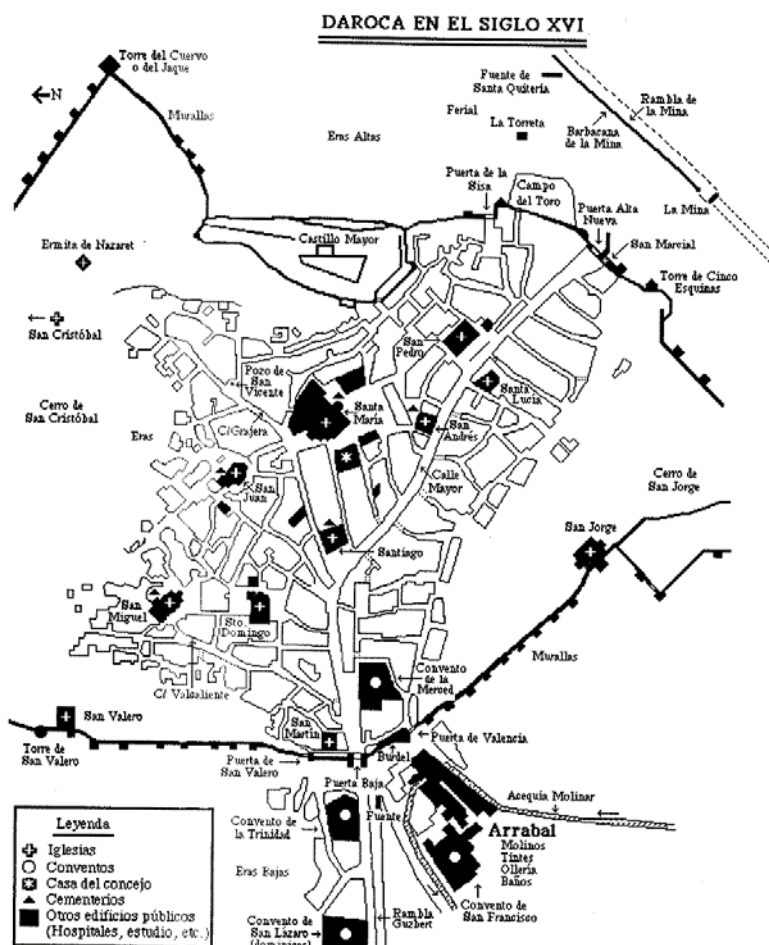 DAROCA EN EL SIGLO XVI
Torre del Cuervo
o del Jaque
N
Murallas
Eras Altas
Fuente de
Santa Quiteria
Ferial
La Torreta
Rambla de
la Mina
Barbacana
de la Mina
Puerta de la
Sisa
Campo
del Toro
Puerta Alta
Nueva
La Mina
San Marcial
Castillo Mayor
Ermita de Nazaret
Torre de Cinco
Esquinas
San Cristóbal
San
Pedro
Pozo de
San
Vicente
Santa
María
Santa
Lucía
Cerro de
San Cristóbal
C/Grajera
San
Andrés
Eras
Calle
Mayor
San
Juan
Cerro de
San Jorge
San Jorge
Santiago
San
Miguel
Sto.
Domingo
Murallas
C/ Valcaliente
Convento
de la
Merced
San Valero
San
Martín
Torre de
San Valero
Puerta de
San Valero
Burdel
Puerta de Valencia
Puerta Baja
Acequia Molinar
Fuente
Convento de
la Trinidad
Arrabal
Molinos
Tintes
Ollería
Baños
Eras Bajas
Convento de
San Francisco
Rambla
Guzbert
Convento de
San Lázaro
(dominicos)
Leyenda
Iglesias
Conventos
Casa del concejo
Cementerios
Otros edificios públicos
(Hospitales, estudio, etc.)